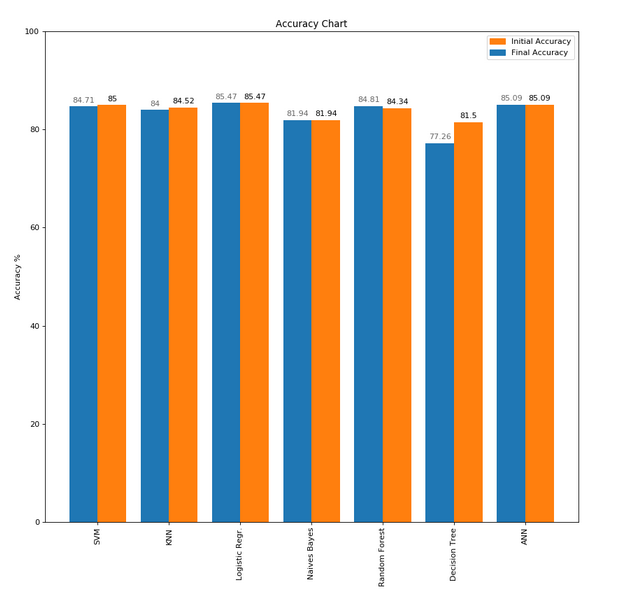 Accuracy Chart
Initial Accuracy
Final Accuracy
Accuracy %
100
80
60
40
20
0
84.71 85
84 84.52
85.47 85.47
81.94 81.94
84.81 84.34
77.26 81.5
85.09 85.09
SVM
KNN
Logistic Regr.
Naives Bayes
Random Forest
Decision Tree
ANN